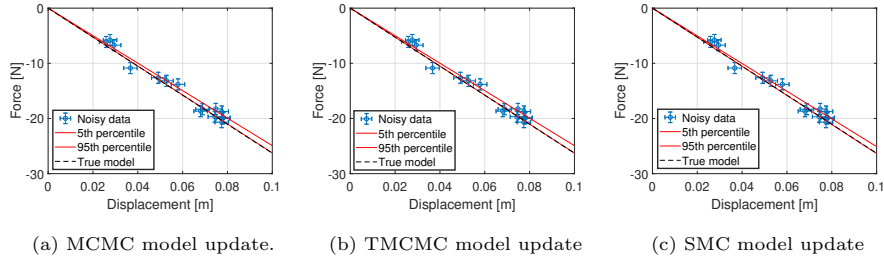 0
-10
-20
-30
Force [N]
Noisy data
5th percentile
95th percentile
True model
0 0.02 0.04 0.06 0.08 0.1
Displacement [m]
(a) MCMC model update.
0
-10
-20
-30
Force [N]
Noisy data
5th percentile
95th percentile
True model
0 0.02 0.04 0.06 0.08 0.1
Displacement [m]
(b) TMCMC model update
0
-10
-20
-30
Force [N]
Noisy data
5th percentile
95th percentile
True model
0 0.02 0.04 0.06 0.08 0.1
Displacement [m]
(c) SMC model update